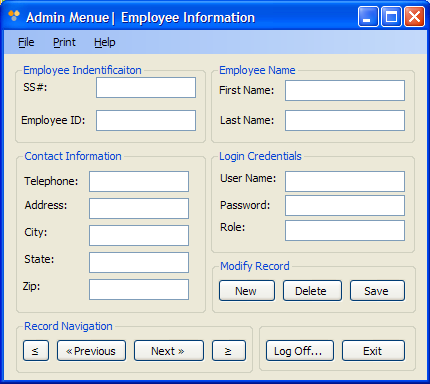 Admin Menue| Employee Information
File Print Help
Employee Indentificaiton
SS#:
Employee ID:
Employee Name
First Name:
Last Name:
Contact Information
Telephone:
Address:
City:
State:
Zip:
Login Credentials
User Name:
Password:
Role:
Modify Record
New Delete Save
Record Navigation
≤ « Previous Next » ≥
Log Off... Exit